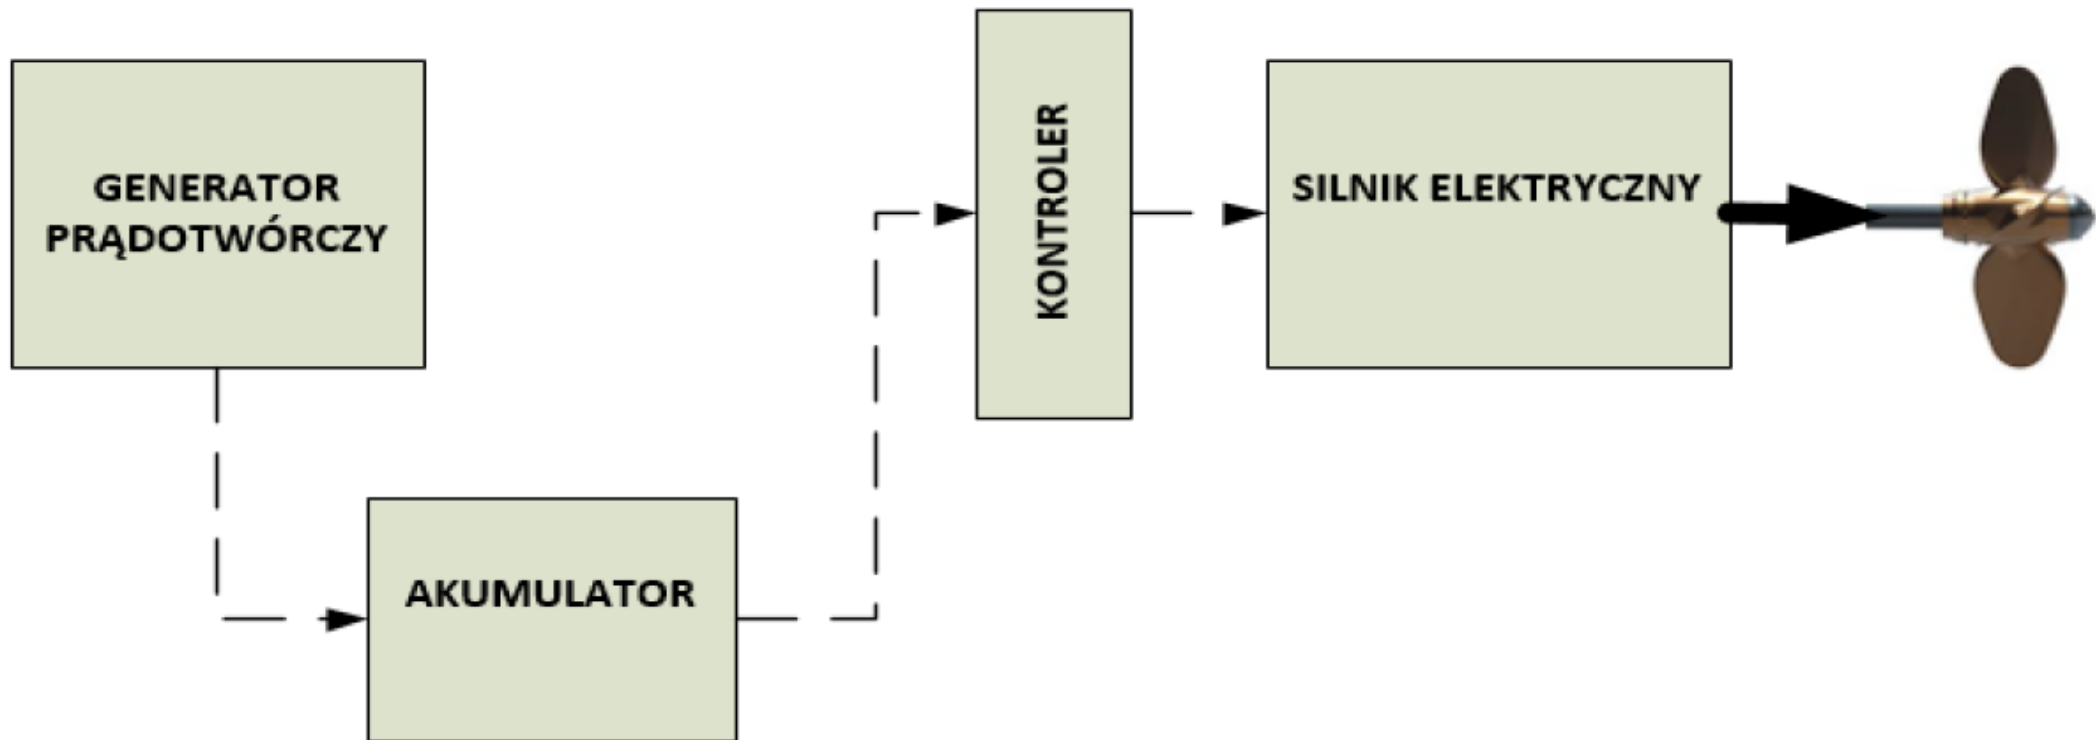 GENERATOR
PRĄDOTWÓRCZY
AKUMULATOR
KONTROLER
SILNIK ELEKTRYCZNY